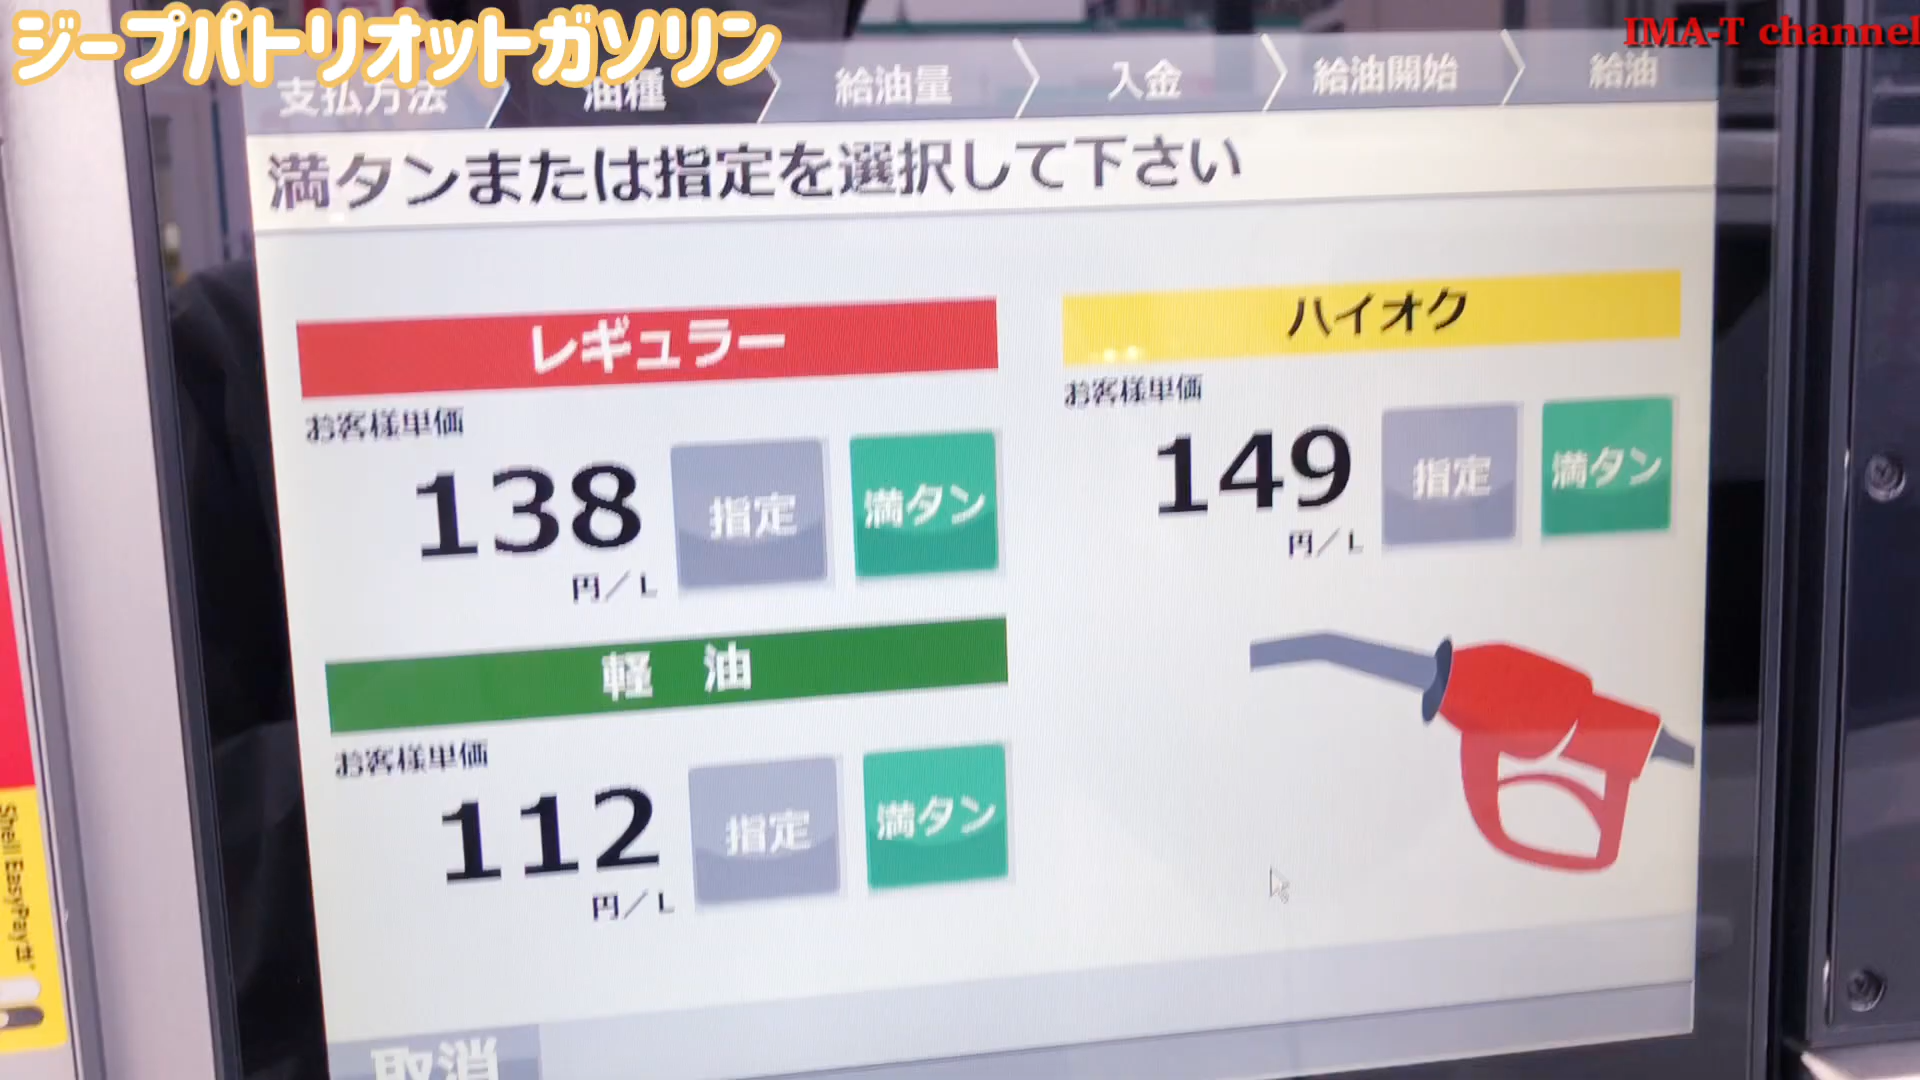 ジープパトリオットガソリン
IMA-T channel
支払方法 油種 給油量 入金 給油開始 給油
満タンまたは指定を選択して下さい
レギュラー
お客様単価
138 指定 満タン
円/L
ハイオク
お客様単価
149 指定 満タン
円/L
軽 油
お客様単価
112 指定 満タン
円/L
取消
Shell EasyPay